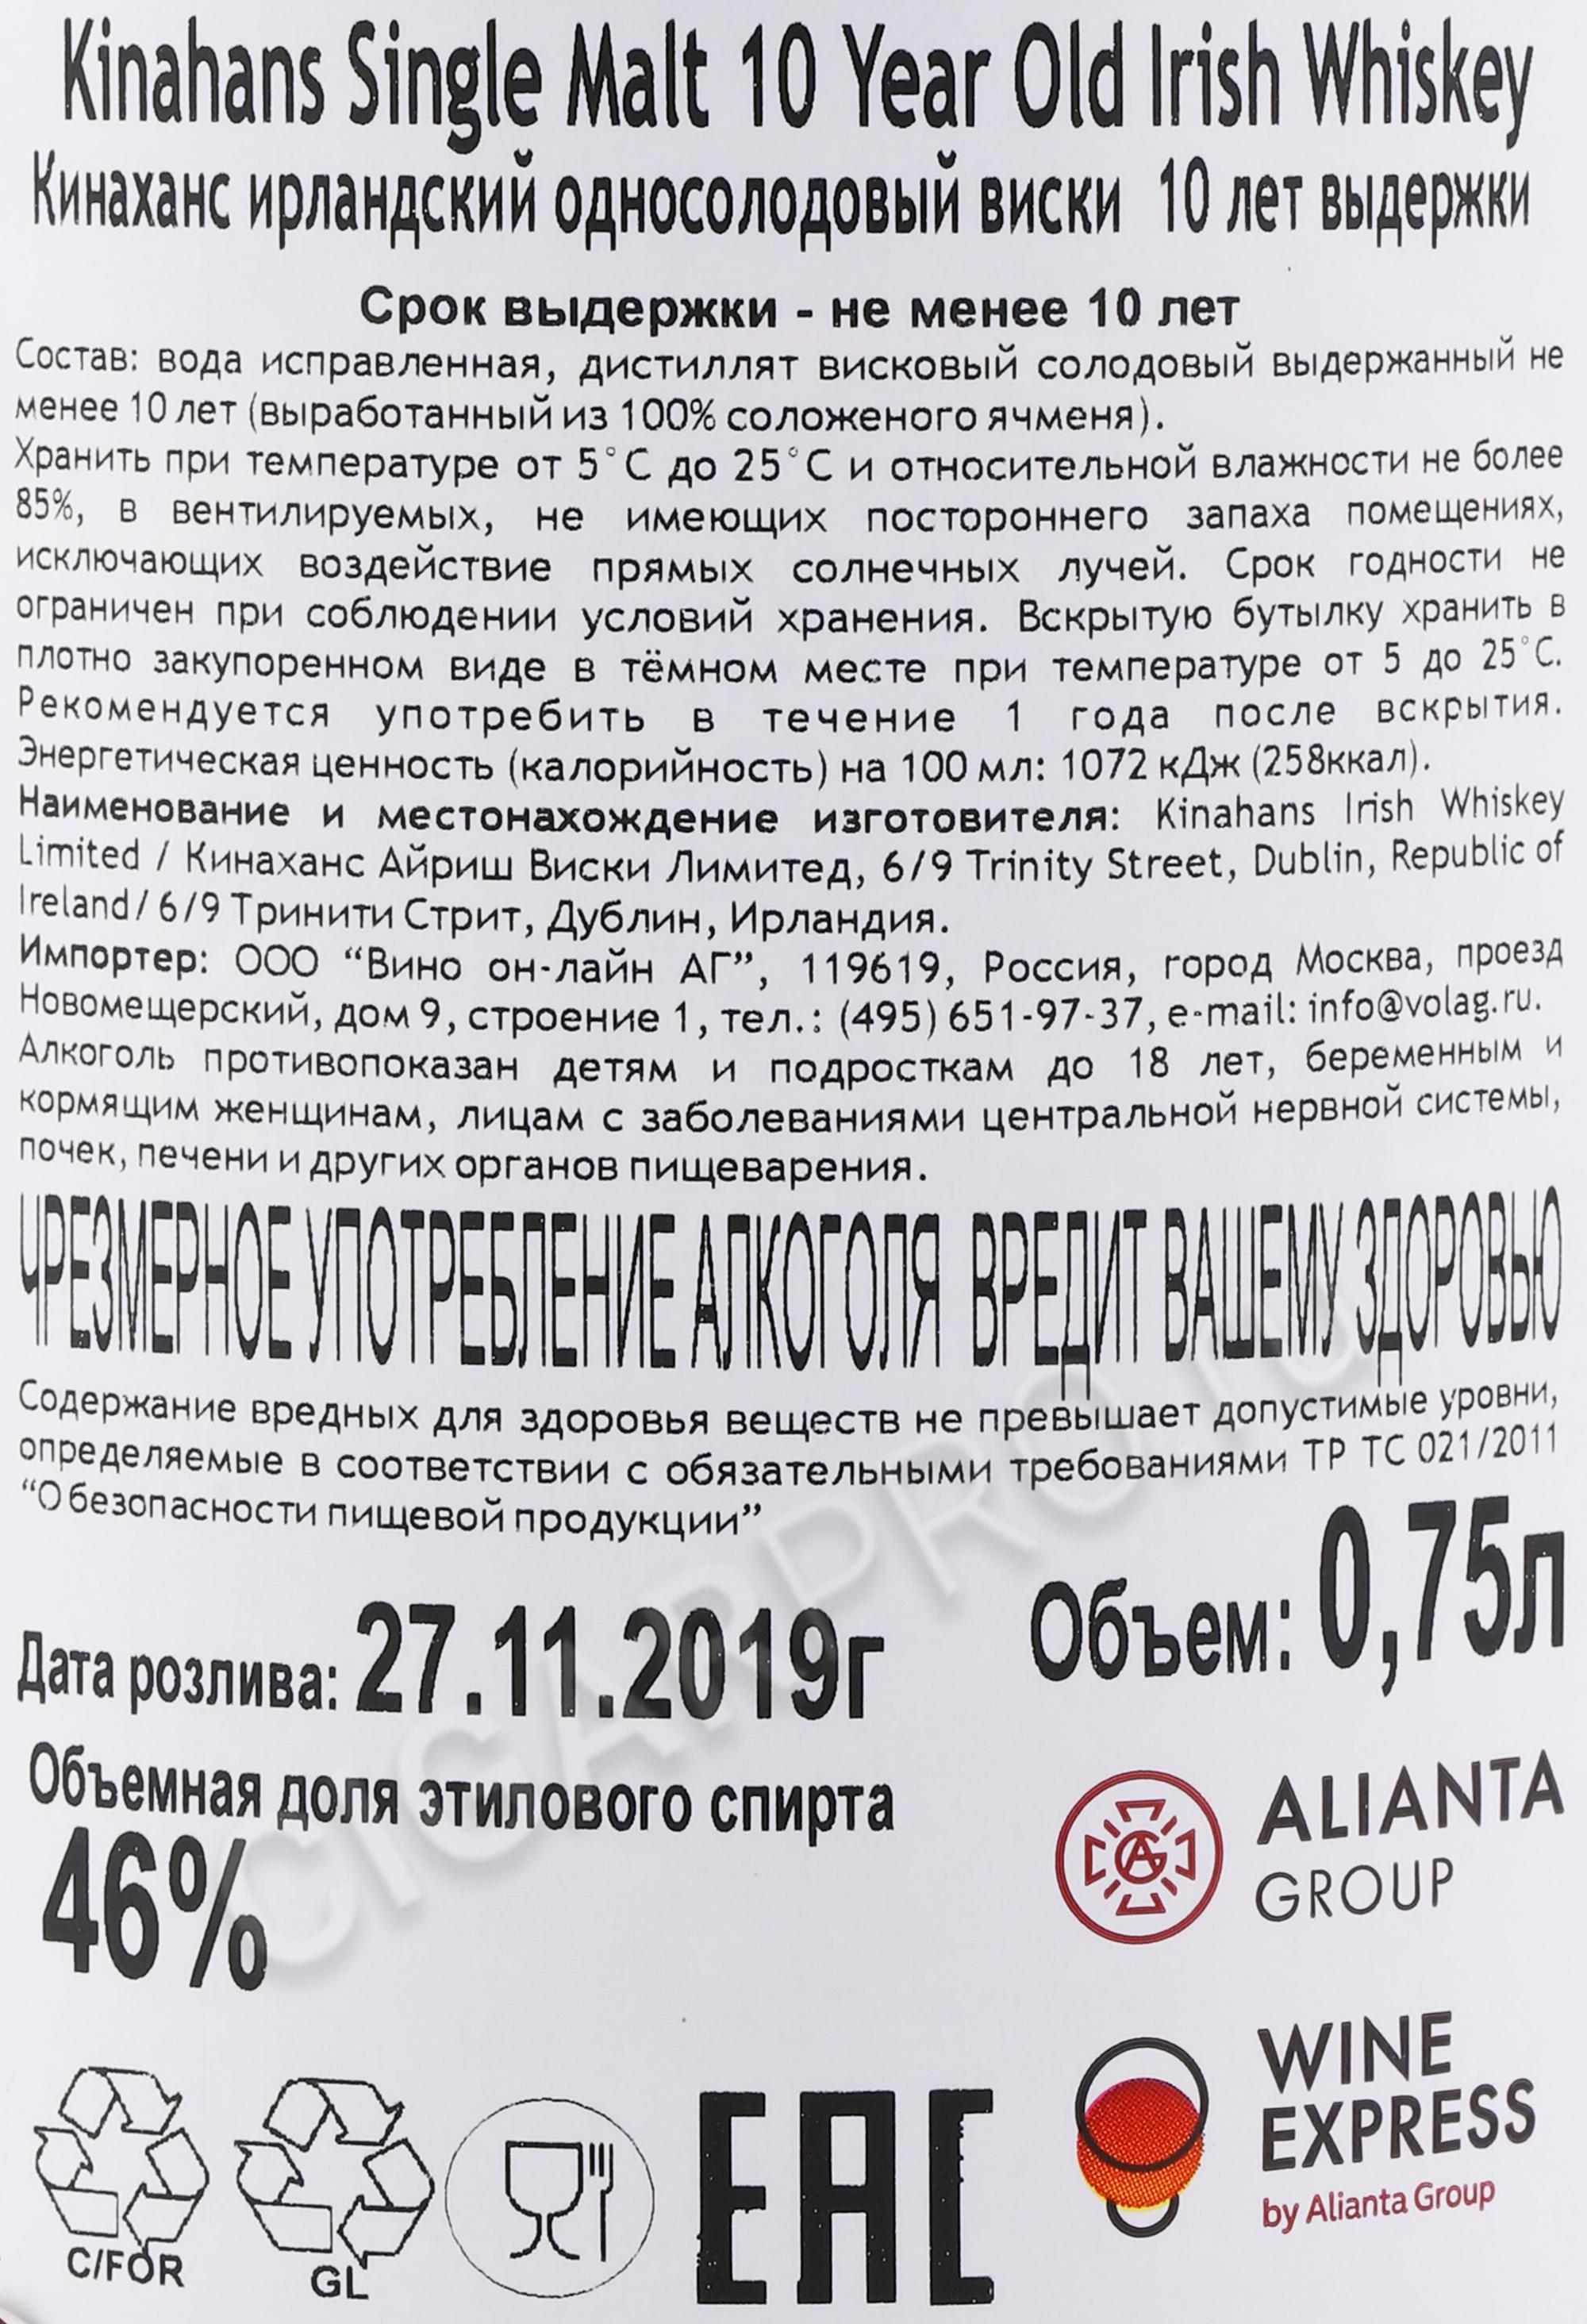 Kinahans Single Malt 10 Year Old Irish Whiskey
Кинаханс ирландский односолодовый виски 10 лет выдержки
Срок выдержки - не менее 10 лет
Состав: вода исправленная, дистиллят висковый солодовый выдержанный не
менее 10 лет (выработанный из 100% соложеного ячменя).
Хранить при температуре от 5°С до 25°С и относительной влажности не более
85%, в вентилируемых, не имеющих постороннего запаха помещениях,
исключающих воздействие прямых солнечных лучей. Срок годности не
ограничен при соблюдении условий хранения. Вскрытую бутылку хранить в
плотно закупоренном виде в тёмном месте при температуре от 5 до 25°С.
Рекомендуется употребить в течение 1 года после вскрытия.
Энергетическая ценность (калорийность) на 100 мл: 1072 кДж (258ккал).
Наименование и местонахождение изготовителя: Kinahans Irish Whiskey
Limited / Кинаханс Айриш Виски Лимитед, 6/9 Trinity Street, Dublin, Republic of
Ireland/ 6/9 Тринити Стрит, Дублин, Ирландия.
Импортер: ООО “Вино он-лайн АГ”, 119619, Россия, город Москва, проезд
Новомещерский, дом 9, строение 1, тел.: (495) 651-97-37, e-mail: info@volag.ru.
Алкоголь противопоказан детям и подросткам до 18 лет, беременным и
кормящим женщинам, лицам с заболеваниями центральной нервной системы,
почек, печени и других органов пищеварения.
ЧРЕЗМЕРНОЕ УПОТРЕБЛЕНИЕ АЛКОГОЛЯ ВРЕДИТ ВАШЕМУ ЗДОРОВЬЮ
Содержание вредных для здоровья веществ не превышает допустимые уровни,
определяемые в соответствии с обязательными требованиями ТР ТС 021/2011
“О безопасности пищевой продукции”
Объем: 0,75л
Дата розлива: 27.11.2019г
Объемная доля этилового спирта
46%
ALIANTA
GROUP
WINE
EXPRESS
by Alianta Group
C/FOR
GL
EAC
CIGARPRO.ru